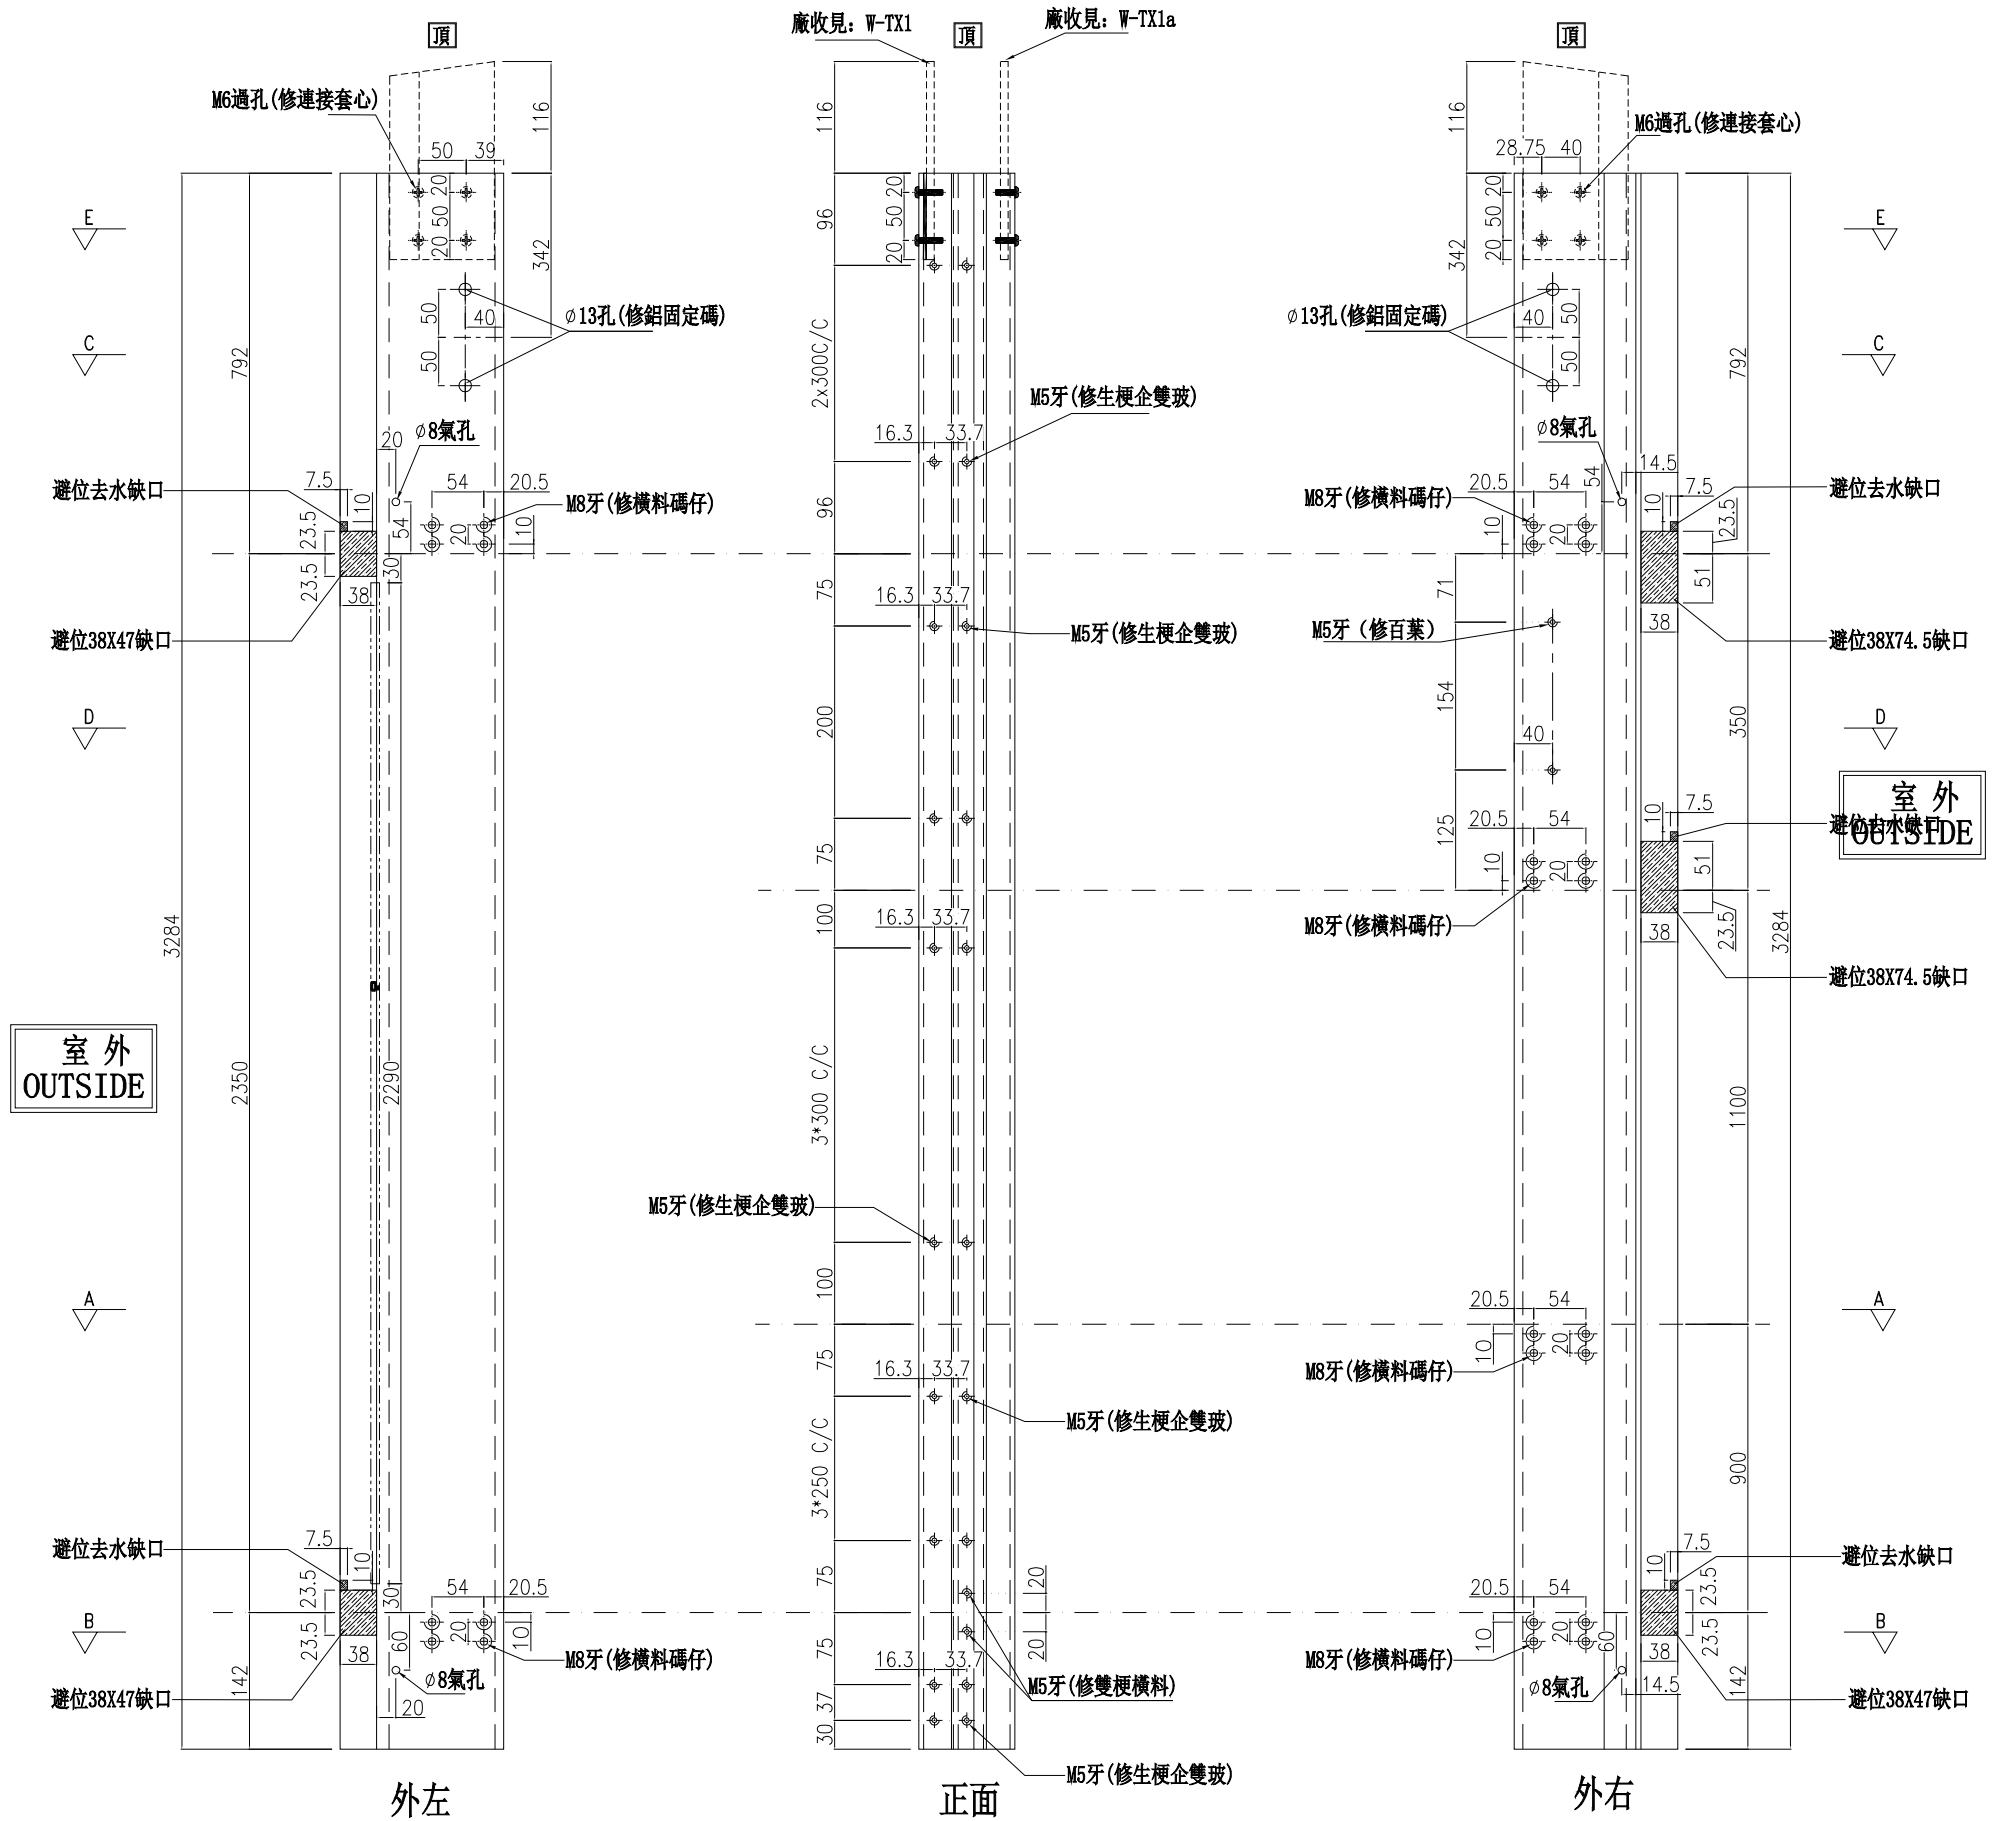 廠收見: W-TX1
廠收見: W-TX1a
頂
頂
頂
M6過孔(修連接套心)
50
39
116
20
50
20
342
E
C
D
A
B
792
3284
2350
142
50
50
40
∅13孔(修鋁固定碼)
20
∅8氣孔
7.5
避位去水缺口
10
54
54
20.5
M8牙(修橫料碼仔)
23.5
23.5
20
10
30
38
避位38X47缺口
2290
室 外
OUTSIDE
7.5
避位去水缺口
10
54
20.5
23.5
23.5
30
20
10
60
38
M8牙(修橫料碼仔)
∅8氣孔
避位38X47缺口
20
外左
116
20
96
50
20
2x300C/C
M5牙(修生梗企雙玻)
16.3
33.7
96
75
16.3
33.7
M5牙(修生梗企雙玻)
200
75
100
16.3
33.7
3*300 C/C
M5牙(修生梗企雙玻)
100
75
16.3
33.7
M5牙(修生梗企雙玻)
3*250 C/C
75
20
75
20
16.3
33.7
M5牙(修雙梗橫料)
37
30
M5牙(修生梗企雙玻)
正面
116
M6過孔(修連接套心)
28.75
40
20
50
20
342
E
C
D
A
B
∅13孔(修鋁固定碼)
40
50
50
792
∅8氣孔
54
14.5
M8牙(修橫料碼仔)
20.5
54
7.5
避位去水缺口
10
23.5
10
20
51
38
避位38X74.5缺口
71
M5牙（修百葉）
154
40
350
125
室 外
OUTSIDE
20.5
54
10
7.5
避位去水缺口
10
20
51
23.5
38
M8牙(修橫料碼仔)
避位38X74.5缺口
3284
1100
20.5
54
10
20
M8牙(修橫料碼仔)
900
7.5
避位去水缺口
10
20.5
54
23.5
23.5
10
20
60
38
M8牙(修橫料碼仔)
∅8氣孔
14.5
142
避位38X47缺口
外右